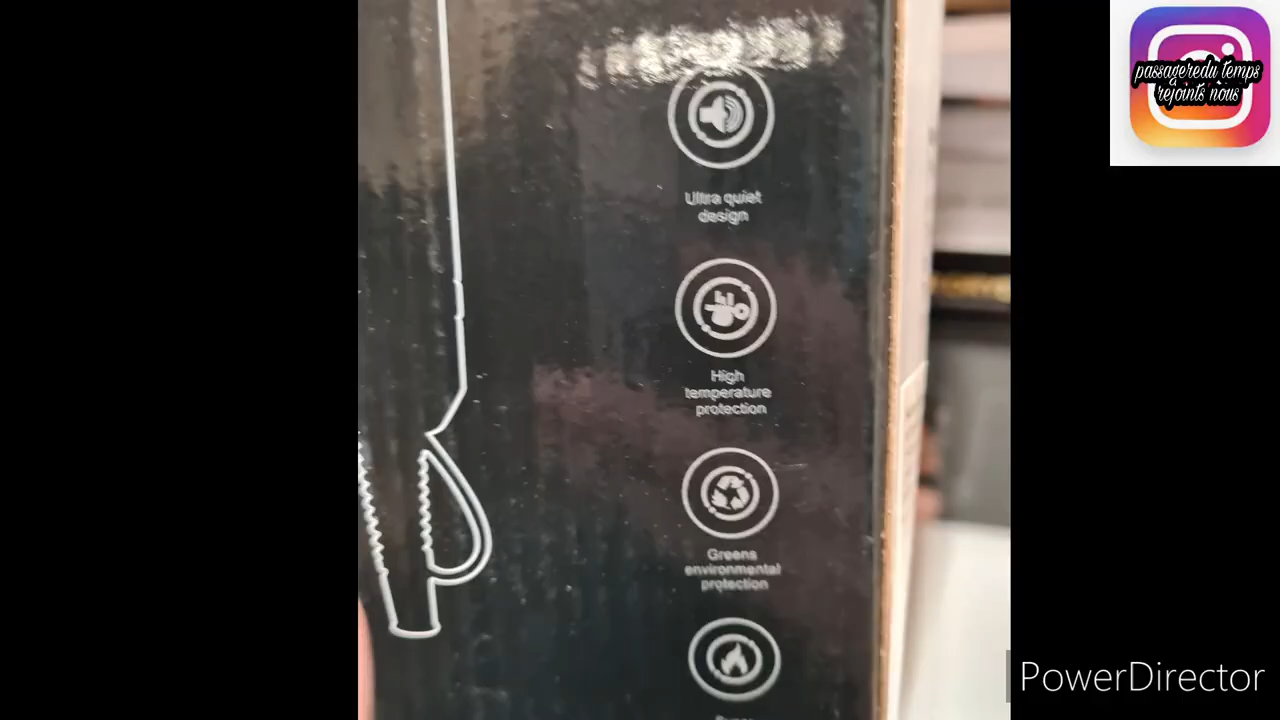 passageredu temps
rejoints nous
Ultra quiet
design
High
temperature
protection
Greens
environmental
protection
PowerDirector